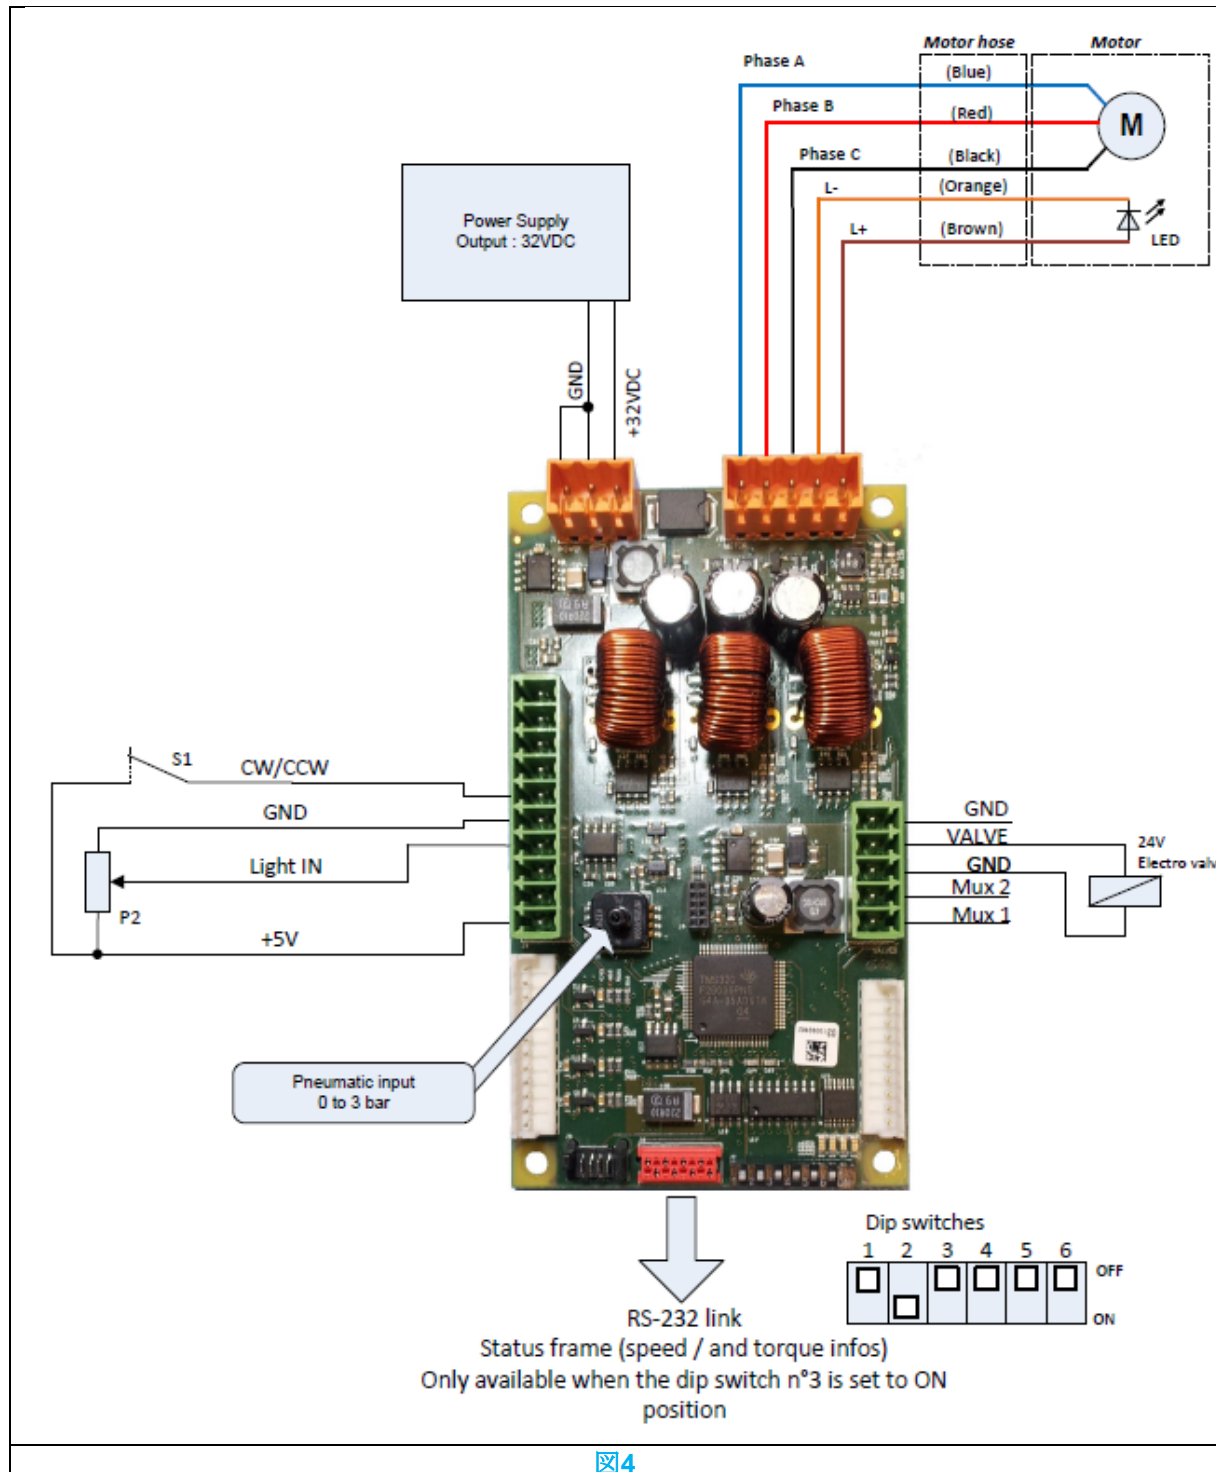 Motor hose
Motor
Phase A
(Blue)
Phase B
(Red)
M
Phase C
(Black)
L-
(Orange)
L+
(Brown)
LED
Power Supply
Output : 32VDC
GND
+32VDC
S1
CW/CCW
GND
Light IN
P2
+5V
GND
VALVE
24V
Electro valv
GND
Mux 2
Mux 1
TMS320
Pneumatic input
0 to 3 bar
Dip switches
1 2 3 4 5 6
OFF
ON
RS-232 link
Status frame (speed / and torque infos)
Only available when the dip switch n°3 is set to ON
position
図4